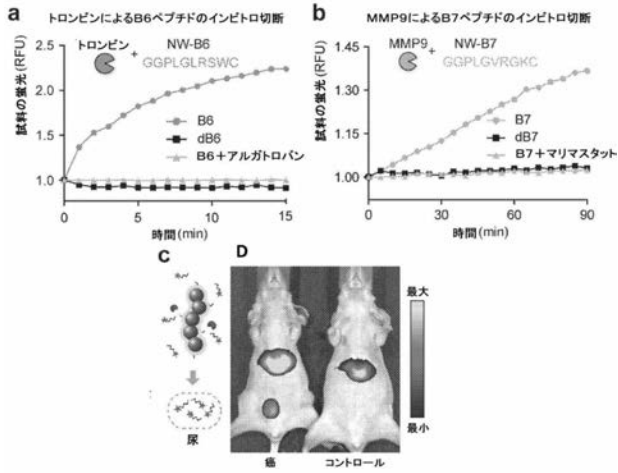 a
トロンビンによるB6ペプチドのインビトロ切断
トロンビン + NW-B6
GGPLGLRSWC
試料の蛍光(RFU)
2.5
2.0
1.5
1.0
B6
dB6
B6+アルガトロバン
0
5
10
15
時間(min)
b
MMP9によるB7ペプチドのインビトロ切断
MMP9 + NW-B7
GGPLGVRGKC
試料の蛍光(RFU)
1.45
1.30
1.15
1.00
B7
dB7
B7+マリマスタット
0
30
60
90
時間(min)
C
尿
D
癌
コントロール
最大
最小